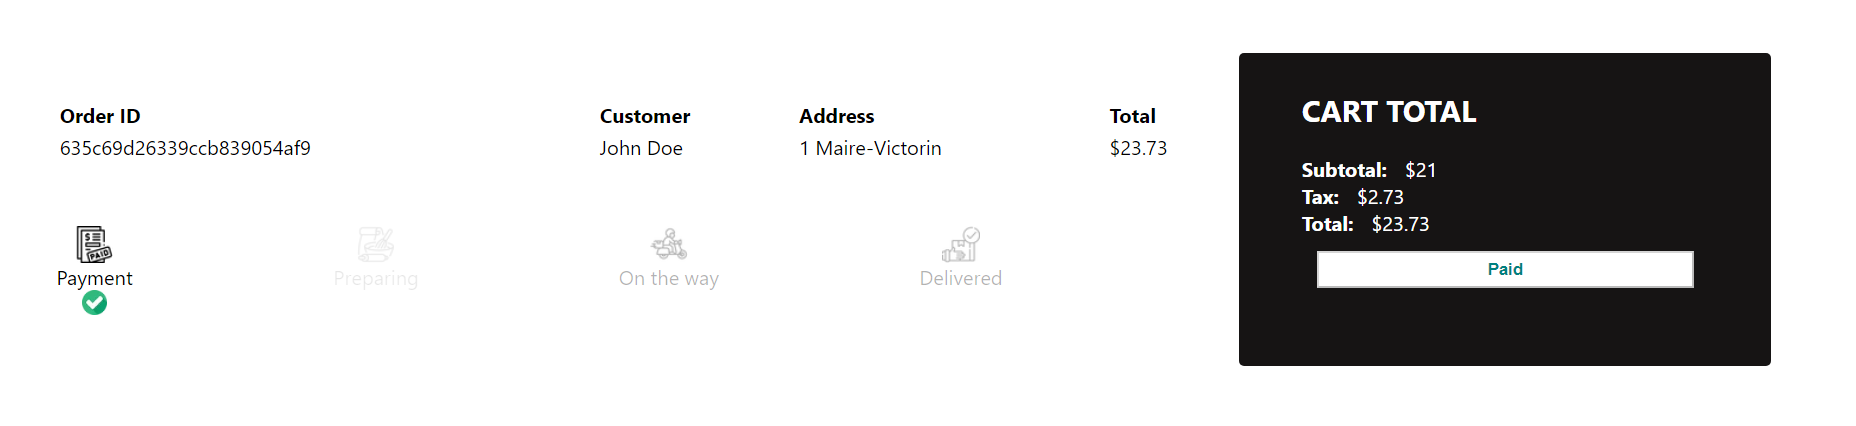 Order ID Customer Address Total
635c69d26339ccb839054af9 John Doe 1 Maire-Victorin $23.73
PAID
Payment Preparing On the way Delivered
CART TOTAL
Subtotal: $21
Tax: $2.73
Total: $23.73
Paid